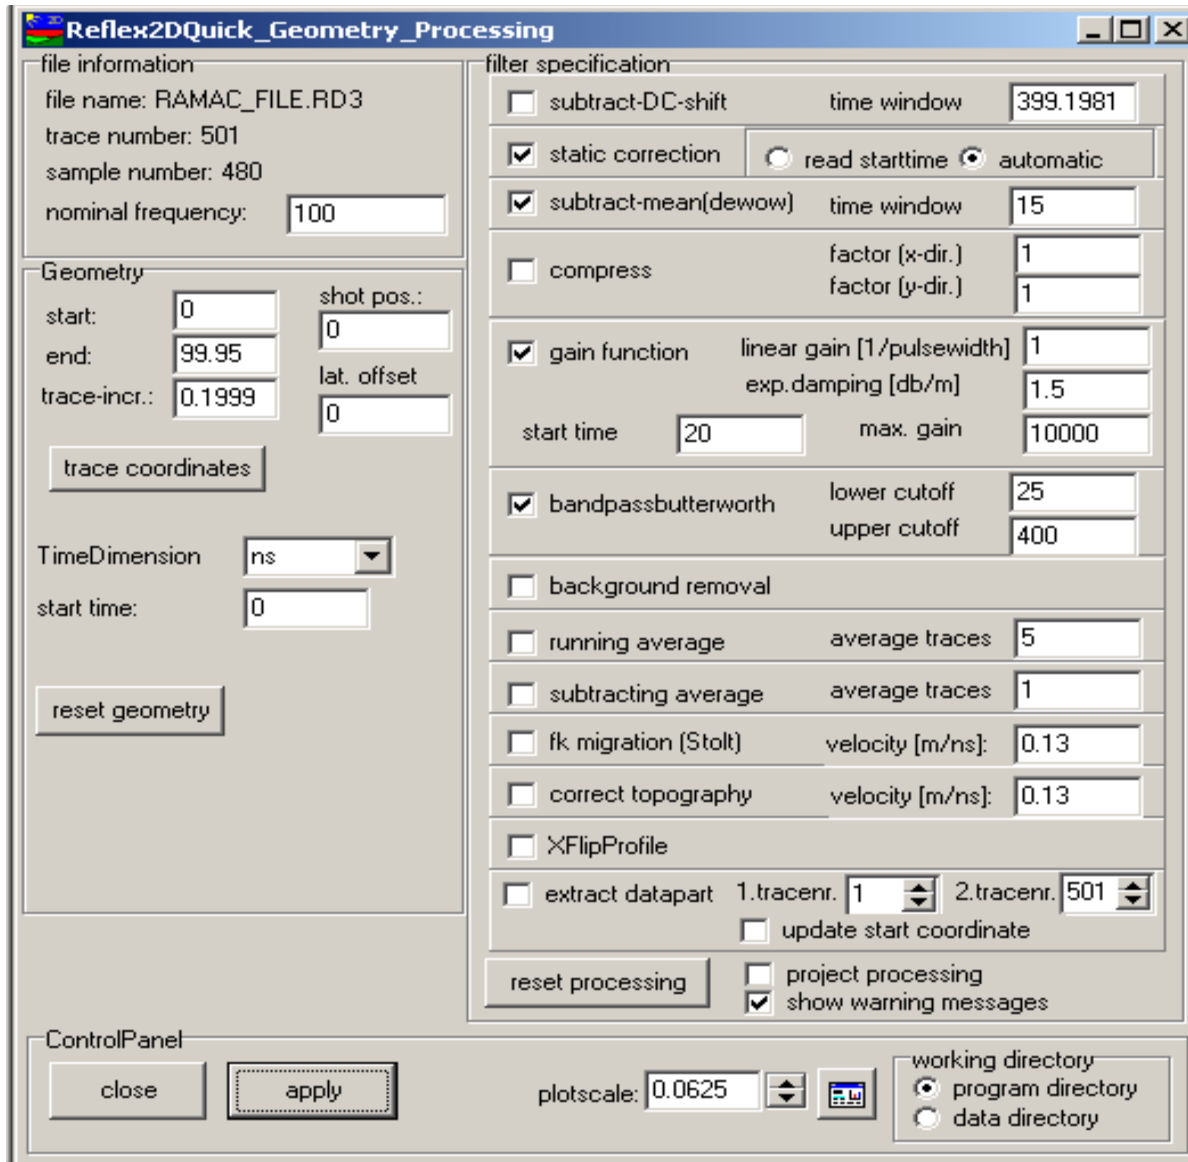 Reflex2DQuick_Geometry_Processing
file information
file name: RAMAC_FILE.RD3
trace number: 501
sample number: 480
nominal frequency: 100
Geometry
start: 0
shot pos.:
0
end: 99.95
lat. offset
trace-incr.: 0.1999
0
trace coordinates
TimeDimension ns
start time: 0
reset geometry
filter specification
subtract-DC-shift time window 399.1981
static correction read starttime automatic
subtract-mean(dewow) time window 15
compress
factor (x-dir.) 1
factor (y-dir.) 1
gain function linear gain [1/pulsewidth] 1
exp.damping [db/m] 1.5
start time 20 max. gain 10000
bandpassbutterworth
lower cutoff 25
upper cutoff 400
background removal
running average average traces 5
subtracting average average traces 1
fk migration (Stolt) velocity [m/ns]: 0.13
correct topography velocity [m/ns]: 0.13
XFlipProfile
extract datapart 1.tracenr. 1 2.tracenr. 501
update start coordinate
reset processing
project processing
show warning messages
ControlPanel
close apply plotscale: 0.0625
working directory
program directory
data directory